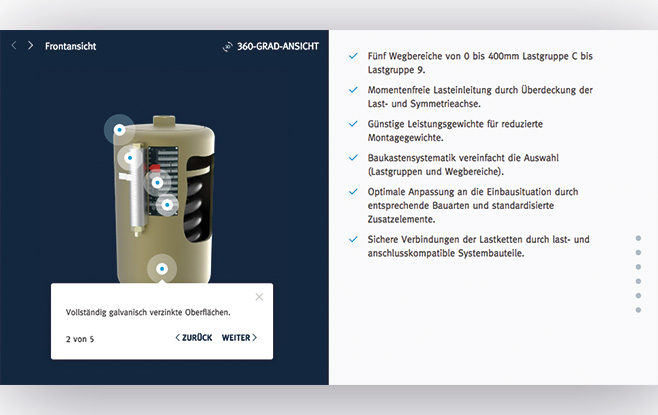 Frontansicht
360-GRAD-ANSICHT
Vollständig galvanisch verzinkte Oberflächen.
2 von 5
ZURÜCK WEITER
Fünf Wegbereiche von 0 bis 400mm Lastgruppe C bis
Lastgruppe 9.
Momentenfreie Lasteinleitung durch Überdeckung der
Last- und Symmetrieachse.
Günstige Leistungsgewichte für reduzierte
Montagegewichte.
Baukastensystematik vereinfacht die Auswahl
(Lastgruppen und Wegbereiche).
Optimale Anpassung an die Einbausituation durch
entsprechende Bauarten und standardisierte
Zusatzelemente.
Sichere Verbindungen der Lastketten durch last- und
anschlusskompatible Systembauteile.